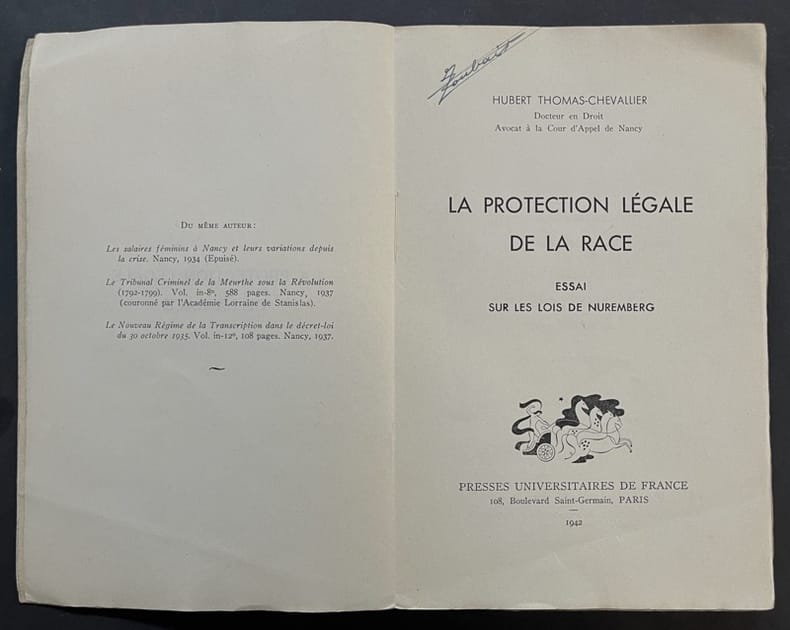 Du même auteur:
Les salaires féminins à Nancy et leurs variations depuis
la crise. Nancy, 1934 (Epuisé).
Le Tribunal Criminel de la Meurthe sous la Révolution
(1792-1799). Vol. in-8º, 588 pages. Nancy, 1937
(couronné par l'Académie Lorraine de Stanislas).
Le Nouveau Régime de la Transcription dans le décret-loi
du 30 octobre 1935. Vol. in-12º, 108 pages. Nancy, 1937.
HUBERT THOMAS-CHEVALLIER
Docteur en Droit
Avocat à la Cour d'Appel de Nancy
LA PROTECTION LÉGALE
DE LA RACE
ESSAI
SUR LES LOIS DE NUREMBERG
PRESSES UNIVERSITAIRES DE FRANCE
108, Boulevard Saint-Germain, PARIS
1942